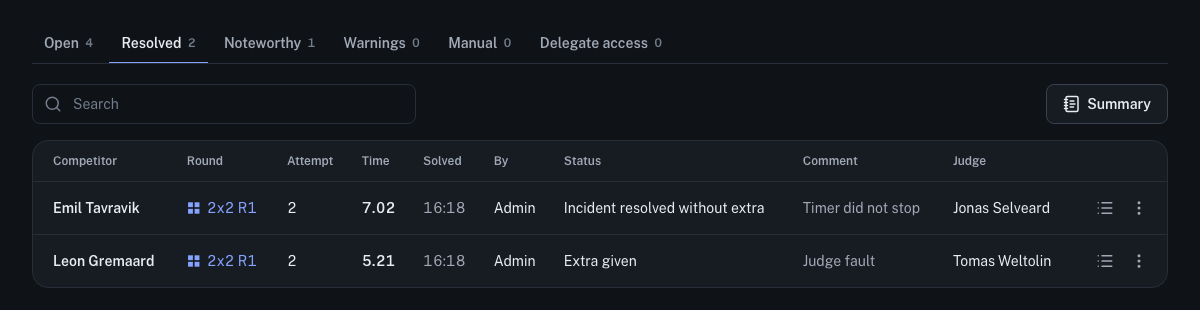 Open 4 Resolved 2 Noteworthy 1 Warnings 0 Manual 0 Delegate access 0
Search Summary
Competitor Round Attempt Time Solved By Status Comment Judge
Emil Tavravik 2x2 R1 2 7.02 16:18 Admin Incident resolved without extra Timer did not stop Jonas Selveard
Leon Gremaard 2x2 R1 2 5.21 16:18 Admin Extra given Judge fault Tomas Weltolin